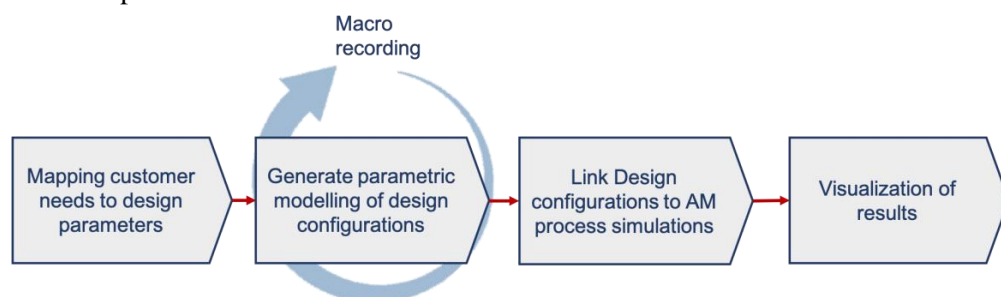 Macro
recording
Mapping customer
needs to design
parameters
Generate parametric
modelling of design
configurations
Link Design
configurations to AM
process simulations
Visualization of
results